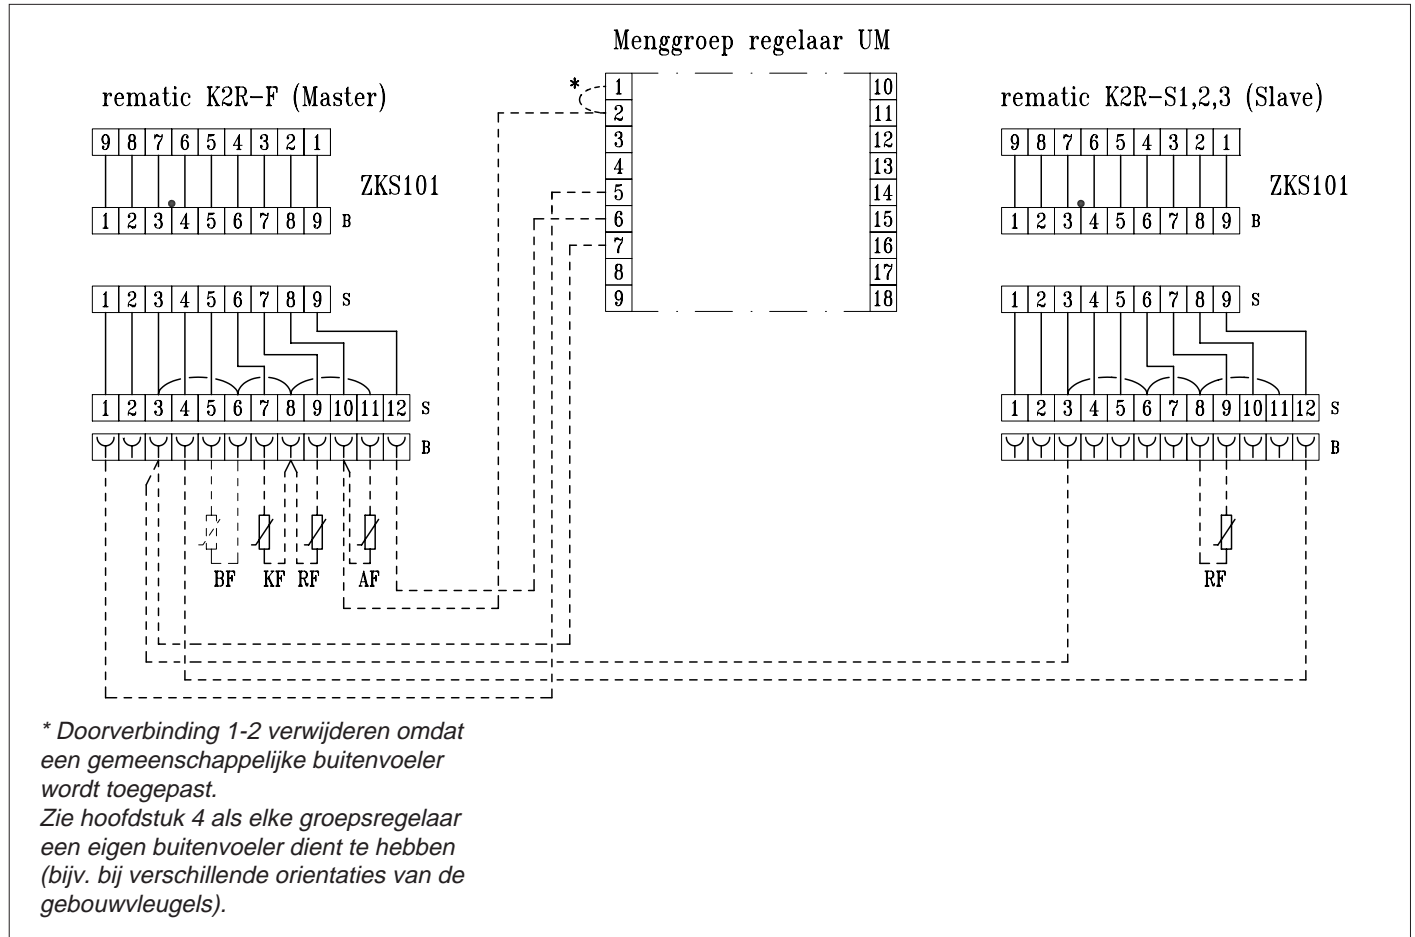 Menggroep regelaar UM
rematic K2R-F (Master)
rematic K2R-S1,2,3 (Slave)
*
1 10
2 11
3 12
4 13
5 14
6 15
7 16
8 17
9 18
9 8 7 6 5 4 3 2 1
ZKS101
1 2 3 4 5 6 7 8 9 B
1 2 3 4 5 6 7 8 9 S
1 2 3 4 5 6 7 8 9 10 11 12 S
B
BF KF RF AF
9 8 7 6 5 4 3 2 1
ZKS101
1 2 3 4 5 6 7 8 9 B
1 2 3 4 5 6 7 8 9 S
1 2 3 4 5 6 7 8 9 10 11 12 S
B
RF
* Doorverbinding 1-2 verwijderen omdat
een gemeenschappelijke buitenvoeler
wordt toegepast.
Zie hoofdstuk 4 als elke groepsregelaar
een eigen buitenvoeler dient te hebben
(bijv. bij verschillende orientaties van de
gebouwvleugels).